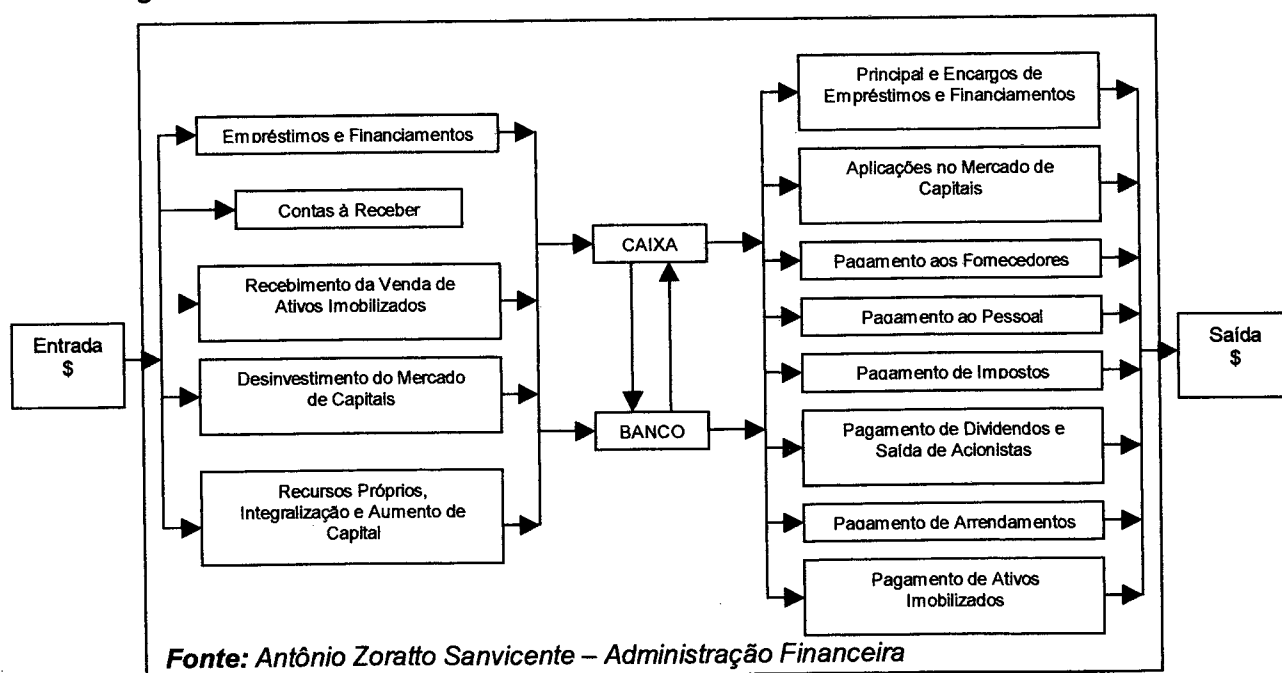 Entrada
$
Empréstimos e Financiamentos
Contas à Receber
Recebimento da Venda de
Ativos Imobilizados
Desinvestimento do Mercado
de Capitais
Recursos Próprios,
Integralização e Aumento de
Capital
CAIXA
BANCO
Principal e Encargos de
Empréstimos e Financiamentos
Aplicações no Mercado de
Capitais
Pagamento aos Fornecedores
Pagamento ao Pessoal
Pagamento de Impostos
Pagamento de Dividendos e
Saída de Acionistas
Pagamento de Arrendamentos
Pagamento de Ativos
Imobilizados
Saída
$
Fonte: Antônio Zoratto Sanvicente – Administração Financeira